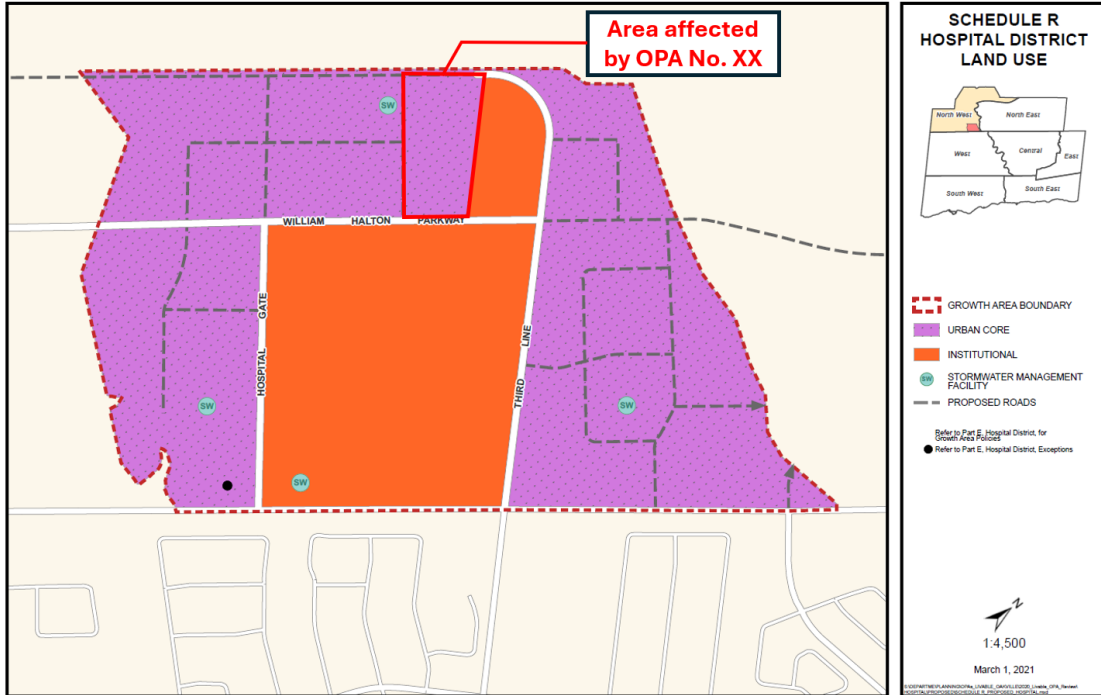 Area affected
by OPA No. XX
SW
WILLIAM HALTON PARKWAY
HOSPITAL GATE
THIRD LINE
SW
SW
SW
SCHEDULE R
HOSPITAL DISTRICT
LAND USE
North West
North East
West
Central
East
South West
South East
GROWTH AREA BOUNDARY
URBAN CORE
INSTITUTIONAL
SW
STORMWATER MANAGEMENT
FACILITY
PROPOSED ROADS
Refer to Part E, Hospital District, for
Growth Area Policies
Refer to Part E, Hospital District, Exceptions
N
1:4,500
March 1, 2021